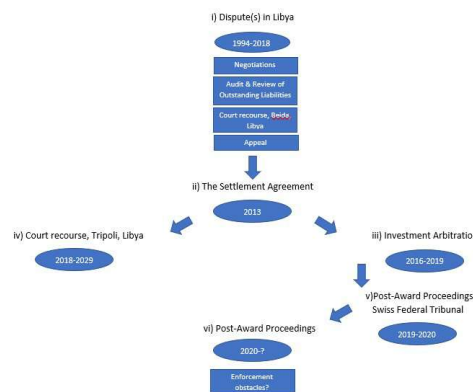 i) Dispute(s) in Libya
1994-2018
Negotiations
Audit & Review of
Outstanding Liabilities
Court recourse, Beida,
Libya
Appeal
ii) The Settlement Agreement
2013
iv) Court recourse, Tripoli, Libya
2018-2029
iii) Investment Arbitratio
2016-2019
v)Post-Award Proceedings
Swiss Federal Tribunal
2019-2020
vi) Post-Award Proceedings
2020-?
Enforcement
obstacles?